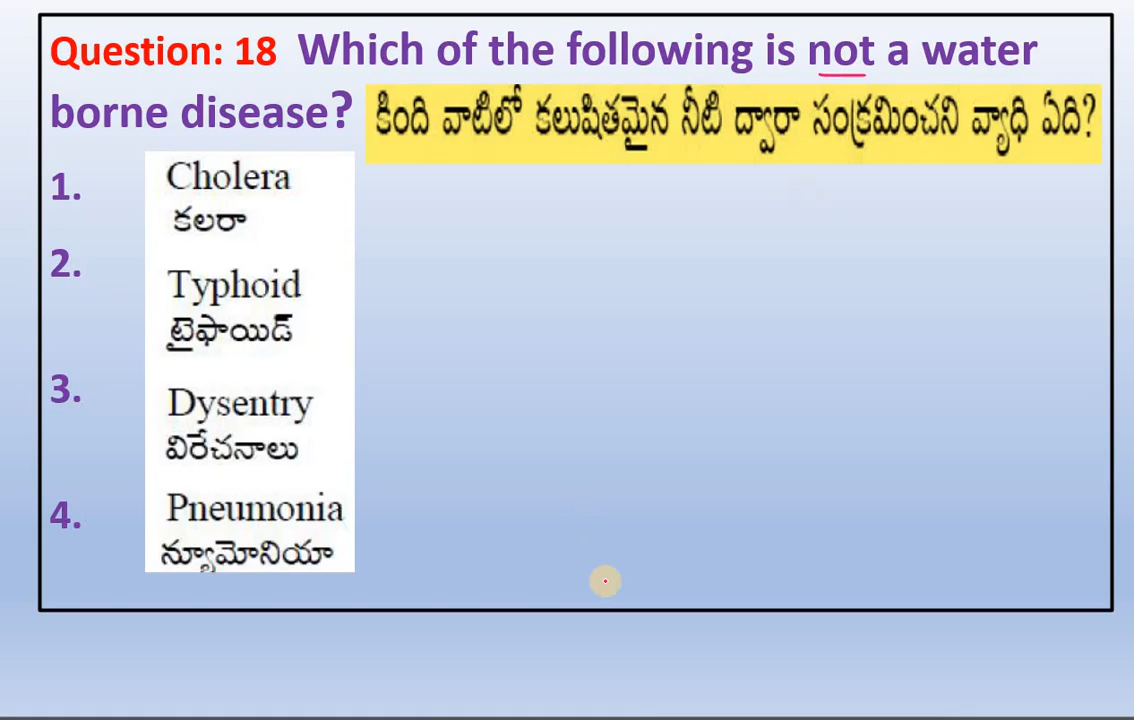 Question: 18 Which of the following is not a water
borne disease? కింది వాటిలో కలుషితమైన నీటి ద్వారా సంక్రమించని వ్యాధి ఏది?
1. Cholera
కలరా
2. Typhoid
టైఫాయిడ్
3. Dysentry
విరేచనాలు
4. Pneumonia
న్యూమోనియా